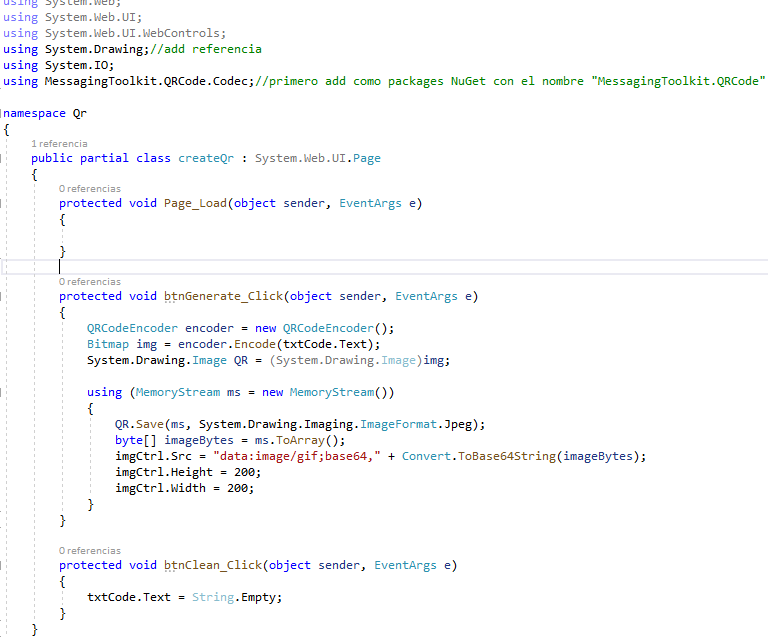 using System.Web;
using System.Web.UI;
using System.Web.UI.WebControls;
using System.Drawing;//add referencia
using System.IO;
using MessagingToolkit.QRCode.Codec;//primero add como packages NuGet con el nombre "MessagingToolkit.QRCode"
namespace Qr
{
1 referencia
public partial class createQr : System.Web.UI.Page
{
0 referencias
protected void Page_Load(object sender, EventArgs e)
{
}
0 referencias
protected void btnGenerate_Click(object sender, EventArgs e)
{
QRCodeEncoder encoder = new QRCodeEncoder();
Bitmap img = encoder.Encode(txtCode.Text);
System.Drawing.Image QR = (System.Drawing.Image)img;
using (MemoryStream ms = new MemoryStream())
{
QR.Save(ms, System.Drawing.Imaging.ImageFormat.Jpeg);
byte[] imageBytes = ms.ToArray();
imgCtrl.Src = "data:image/gif;base64," + Convert.ToBase64String(imageBytes);
imgCtrl.Height = 200;
imgCtrl.Width = 200;
}
}
0 referencias
protected void btnClean_Click(object sender, EventArgs e)
{
txtCode.Text = String.Empty;
}
}